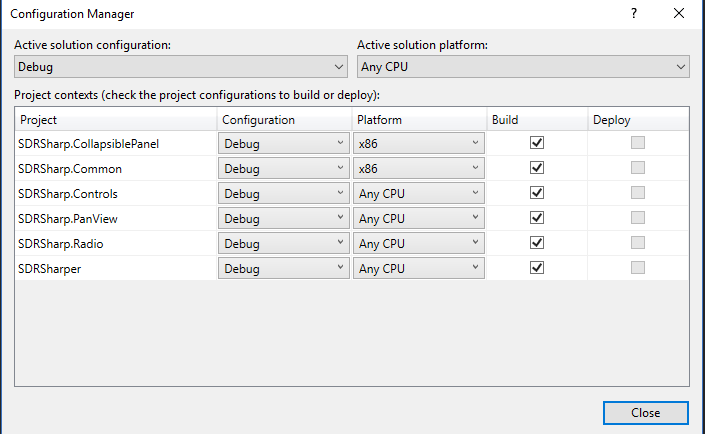 Configuration Manager ?
Active solution configuration: Active solution platform:
Debug Any CPU
Project contexts (check the project configurations to build or deploy):
Project Configuration Platform Build Deploy
SDRSharp.CollapsiblePanel Debug x86
SDRSharp.Common Debug x86
SDRSharp.Controls Debug Any CPU
SDRSharp.PanView Debug Any CPU
SDRSharp.Radio Debug Any CPU
SDRSharper Debug Any CPU
Close